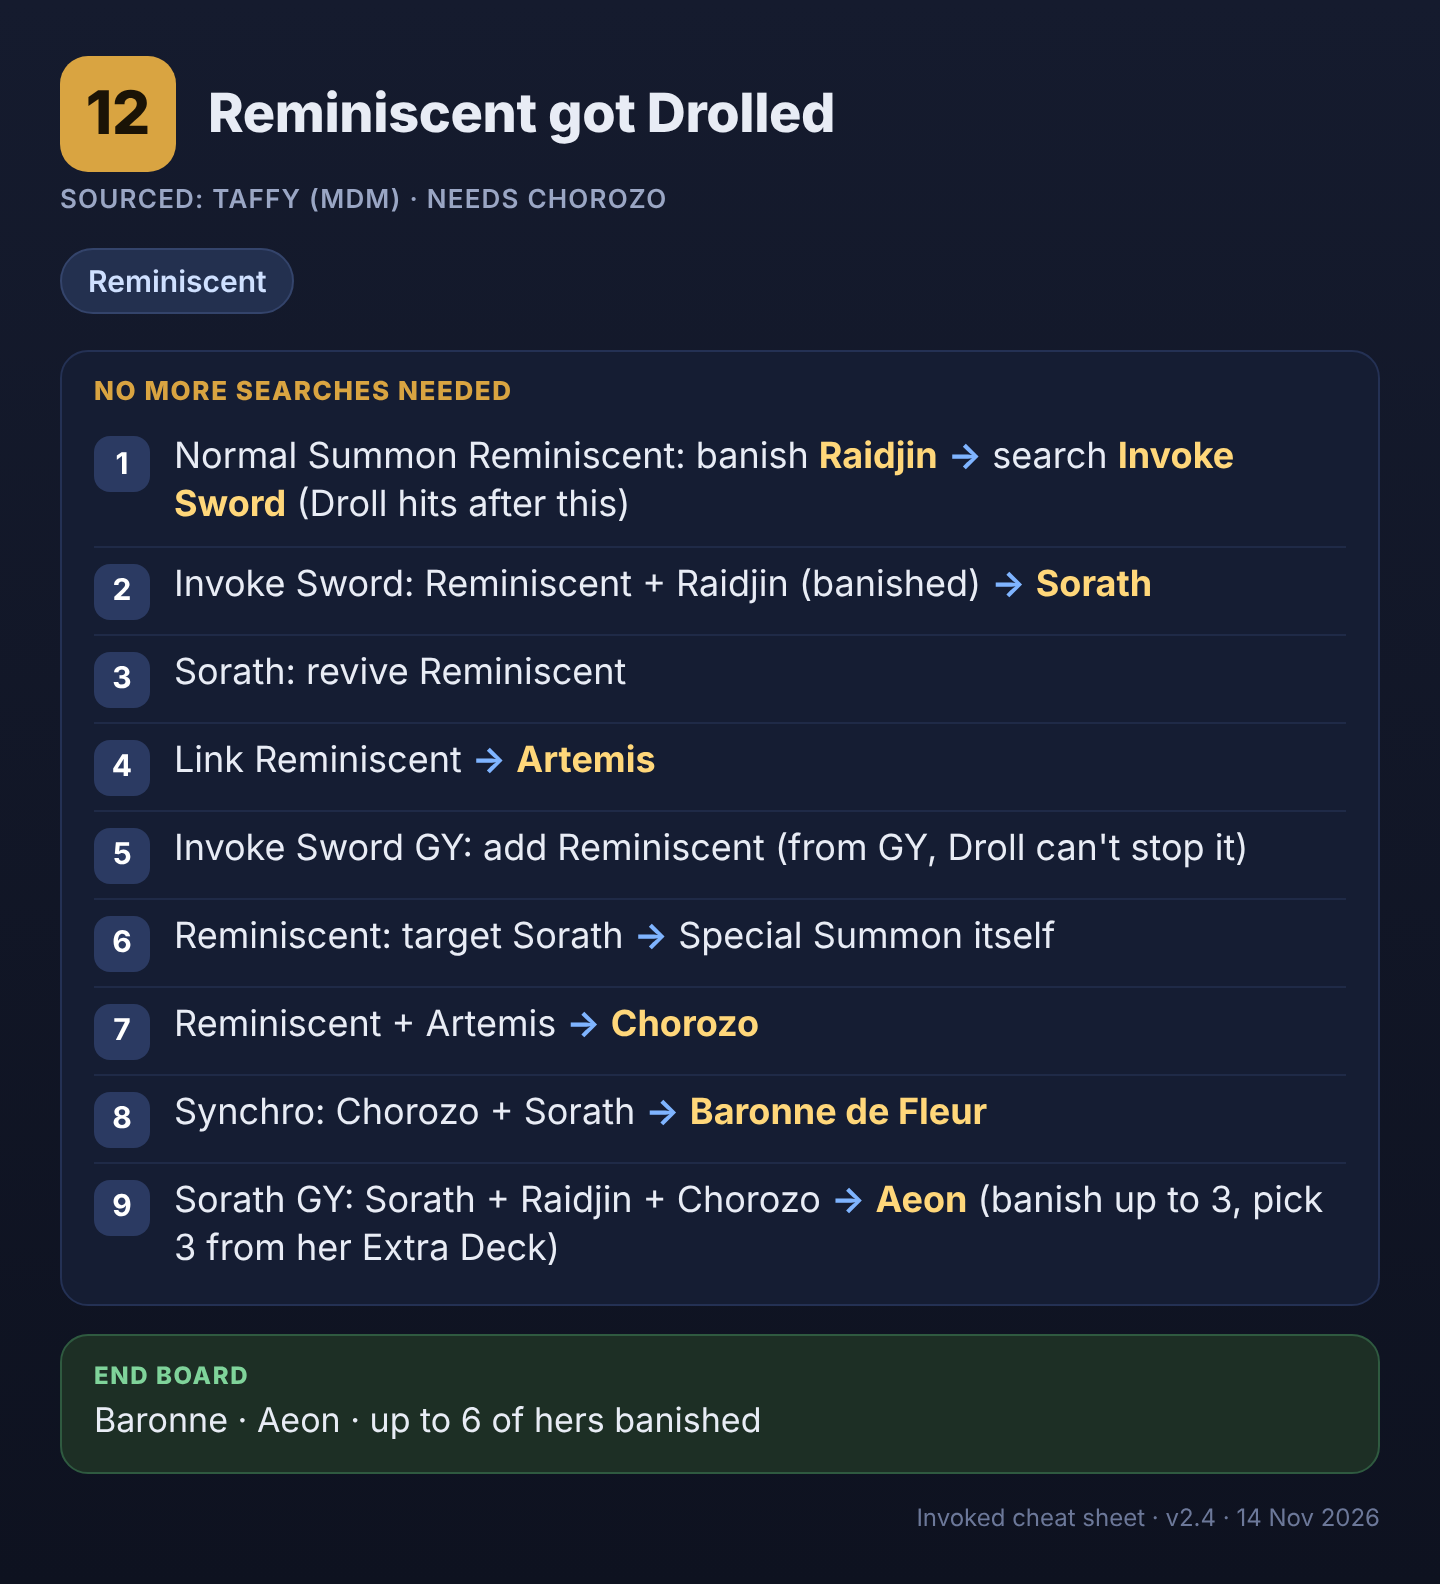 12
Reminiscent got Drolled
SOURCED: TAFFY (MDM) · NEEDS CHOROZO
Reminiscent
NO MORE SEARCHES NEEDED
1 Normal Summon Reminiscent: banish Raidjin → search Invoke
Sword (Droll hits after this)
2 Invoke Sword: Reminiscent + Raidjin (banished) → Sorath
3 Sorath: revive Reminiscent
4 Link Reminiscent → Artemis
5 Invoke Sword GY: add Reminiscent (from GY, Droll can't stop it)
6 Reminiscent: target Sorath → Special Summon itself
7 Reminiscent + Artemis → Chorozo
8 Synchro: Chorozo + Sorath → Baronne de Fleur
9 Sorath GY: Sorath + Raidjin + Chorozo → Aeon (banish up to 3, pick
3 from her Extra Deck)
END BOARD
Baronne · Aeon · up to 6 of hers banished
Invoked cheat sheet · v2.4 · 14 Nov 2026